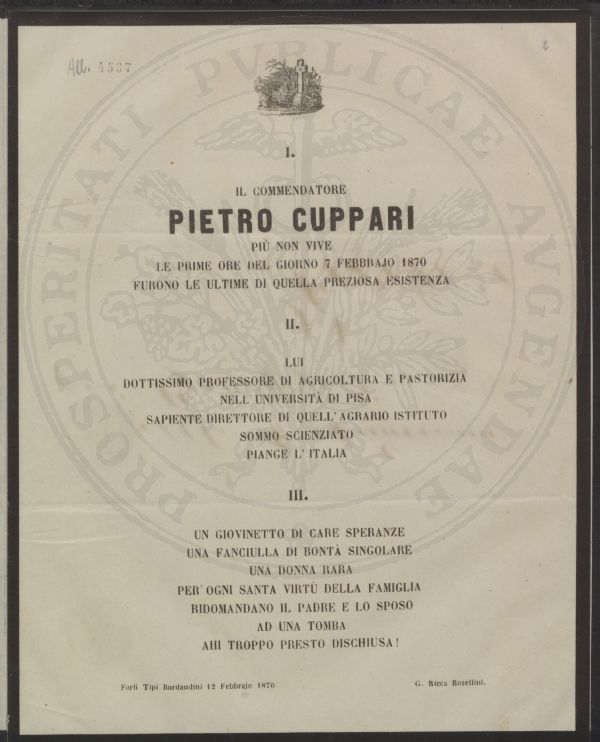 All. 4537
2
PROSPERITATI PVBLICAE AVGENDAE
I.
IL COMMENDATORE
PIETRO CUPPARI
PIÙ NON VIVE
LE PRIME ORE DEL GIORNO 7 FEBBRAJO 1870
FURONO LE ULTIME DI QUELLA PREZIOSA ESISTENZA
II.
LUI
DOTTISSIMO PROFESSORE DI AGRICOLTURA E PASTORIZIA
NELL' UNIVERSITÀ DI PISA
SAPIENTE DIRETTORE DI QUELL' AGRARIO ISTITUTO
SOMMO SCIENZIATO
PIANGE L' ITALIA
III.
UN GIOVINETTO DI CARE SPERANZE
UNA FANCIULLA DI BONTÀ SINGOLARE
UNA DONNA RARA
PER OGNI SANTA VIRTÙ DELLA FAMIGLIA
RIDOMANDANO IL PADRE E LO SPOSO
AD UNA TOMBA
AHI TROPPO PRESTO DISCHIUSA!
Forlì Tipi Bordandini 12 Febbrajo 1870
G. Ricca Rosellini.